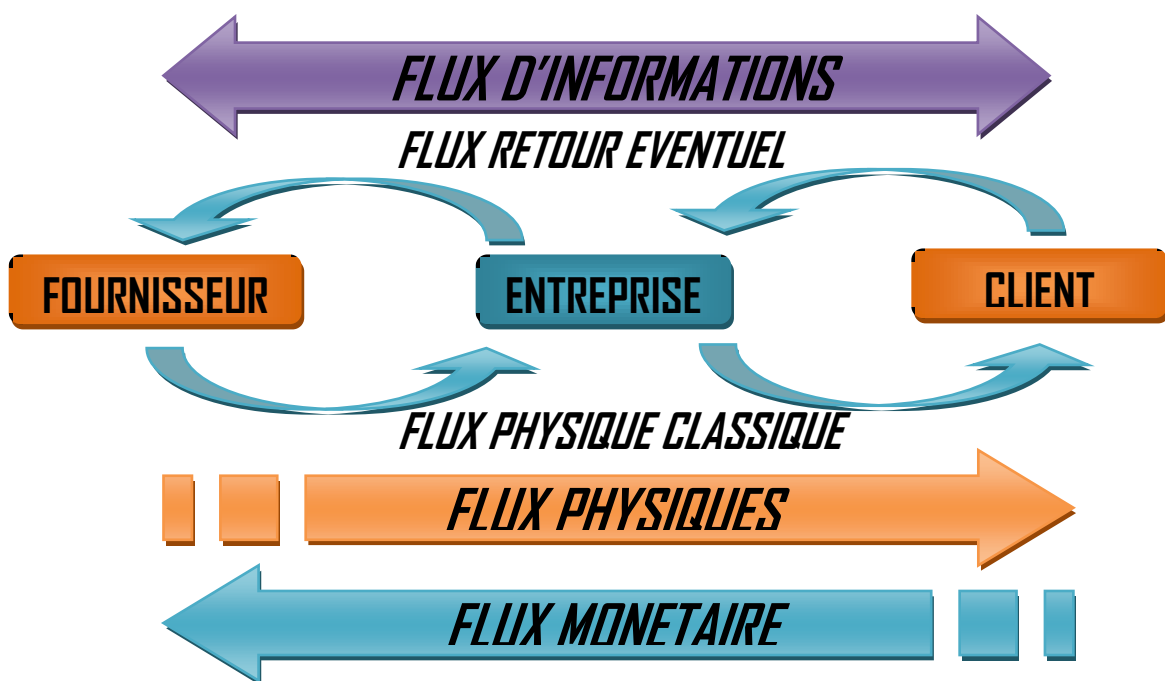 FLUX D'INFORMATIONS
FLUX RETOUR EVENTUEL
FOURNISSEUR
ENTREPRISE
CLIENT
FLUX PHYSIQUE CLASSIQUE
FLUX PHYSIQUES
FLUX MONETAIRE